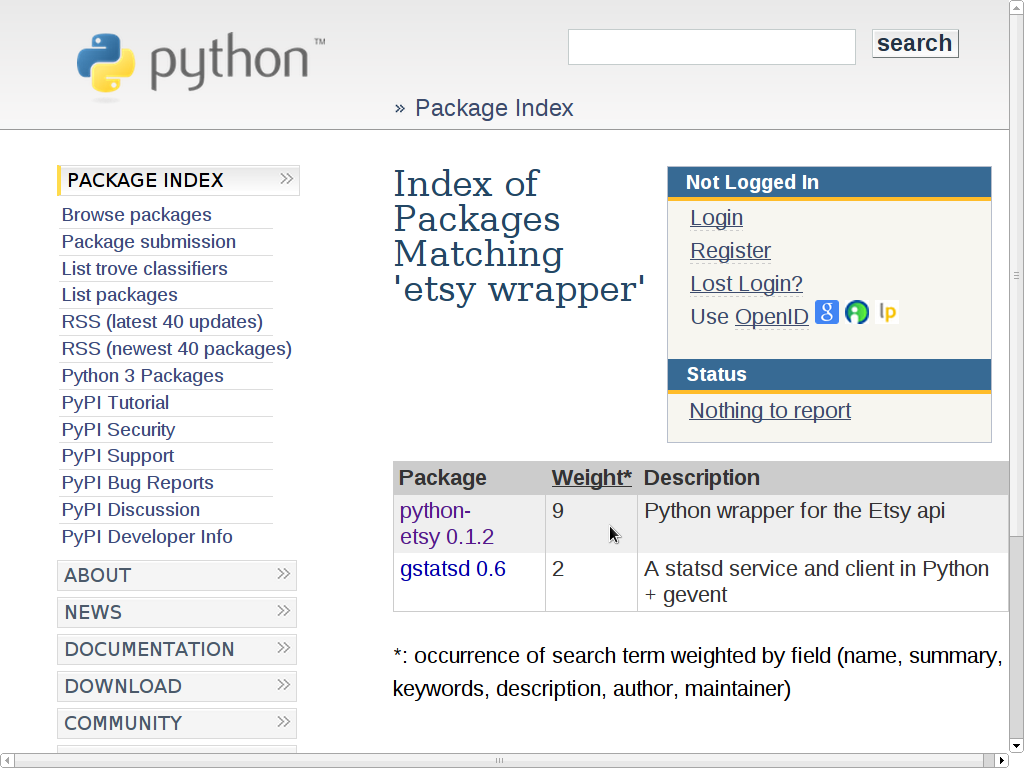 python™
search
» Package Index
PACKAGE INDEX
Browse packages
Package submission
List trove classifiers
List packages
RSS (latest 40 updates)
RSS (newest 40 packages)
Python 3 Packages
PyPI Tutorial
PyPI Security
PyPI Support
PyPI Bug Reports
PyPI Discussion
PyPI Developer Info
ABOUT
NEWS
DOCUMENTATION
DOWNLOAD
COMMUNITY
Index of
Packages
Matching
'etsy wrapper'
Not Logged In
Login
Register
Lost Login?
Use OpenID g lp
Status
Nothing to report
Package Weight* Description
python-
etsy 0.1.2 9 Python wrapper for the Etsy api
gstatsd 0.6 2 A statsd service and client in Python
+ gevent
*: occurrence of search term weighted by field (name, summary,
keywords, description, author, maintainer)